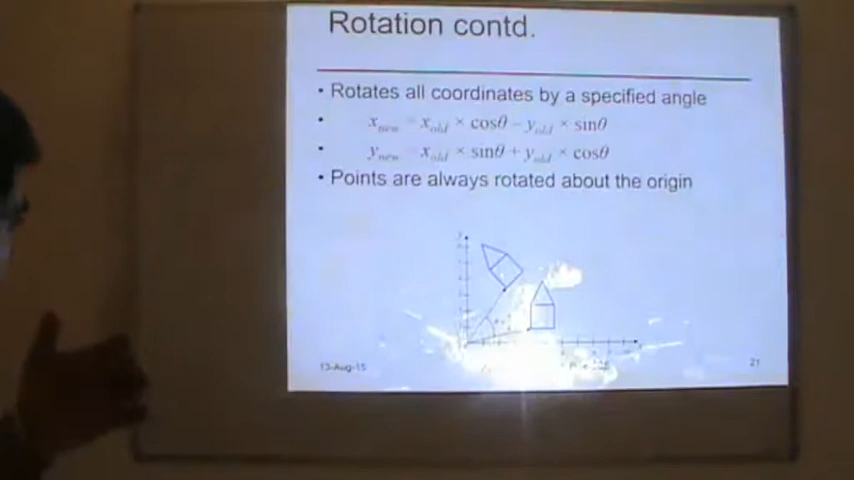 Rotation contd.
• Rotates all coordinates by a specified angle
• x_new = x_old × cosθ − y_old × sinθ
• y_new = x_old × sinθ + y_old × cosθ
• Points are always rotated about the origin
y
13-Aug-15
21